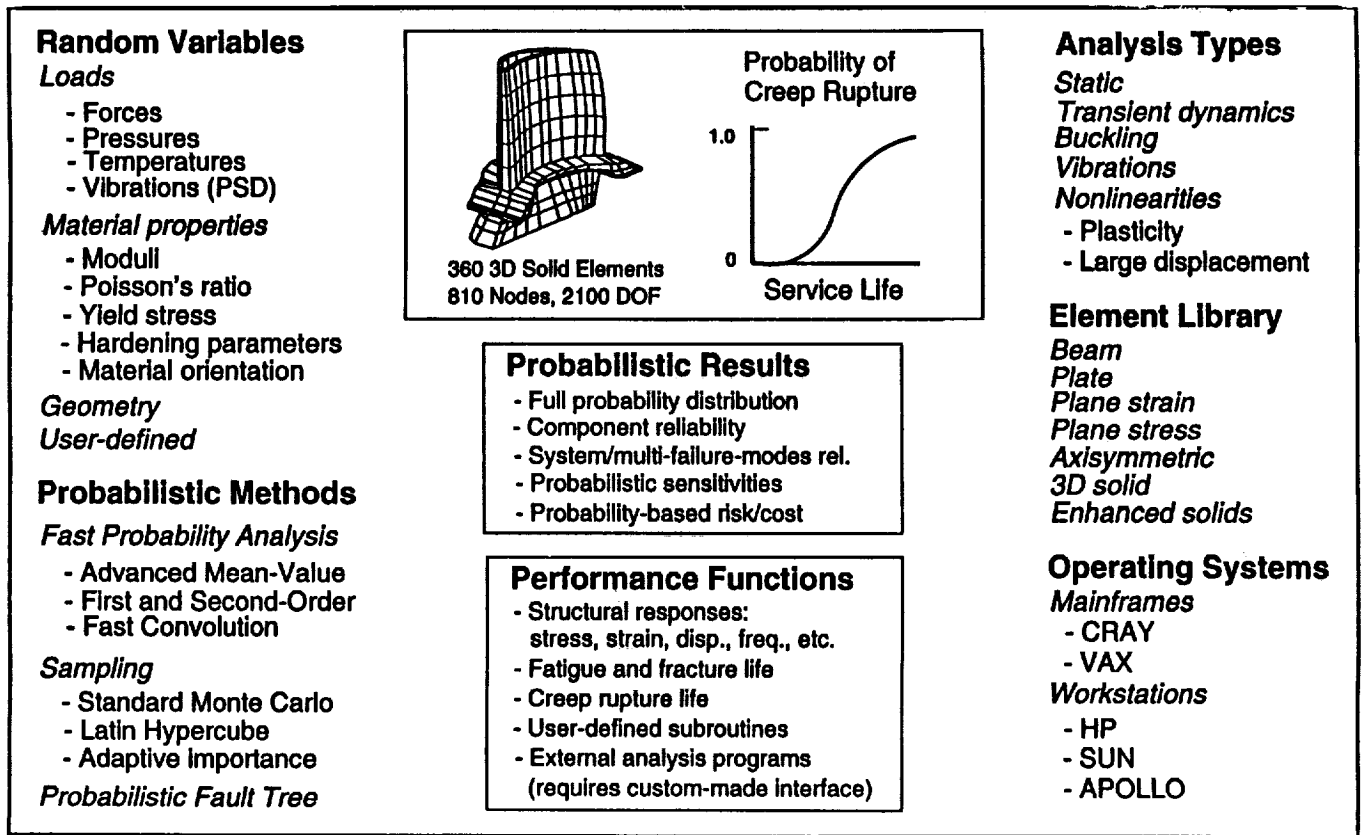 Random Variables
Loads
- Forces
- Pressures
- Temperatures
- Vibrations (PSD)
Material properties
- Moduli
- Poisson's ratio
- Yield stress
- Hardening parameters
- Material orientation
Geometry
User-defined
Probabilistic Methods
Fast Probability Analysis
- Advanced Mean-Value
- First and Second-Order
- Fast Convolution
Sampling
- Standard Monte Carlo
- Latin Hypercube
- Adaptive Importance
Probabilistic Fault Tree
360 3D Solid Elements
810 Nodes, 2100 DOF
Probability of
Creep Rupture
1.0
0
Service Life
Probabilistic Results
- Full probability distribution
- Component reliability
- System/multi-failure-modes rel.
- Probabilistic sensitivities
- Probability-based risk/cost
Performance Functions
- Structural responses:
stress, strain, disp., freq., etc.
- Fatigue and fracture life
- Creep rupture life
- User-defined subroutines
- External analysis programs
(requires custom-made interface)
Analysis Types
Static
Transient dynamics
Buckling
Vibrations
Nonlinearities
- Plasticity
- Large displacement
Element Library
Beam
Plate
Plane strain
Plane stress
Axisymmetric
3D solid
Enhanced solids
Operating Systems
Mainframes
- CRAY
- VAX
Workstations
- HP
- SUN
- APOLLO